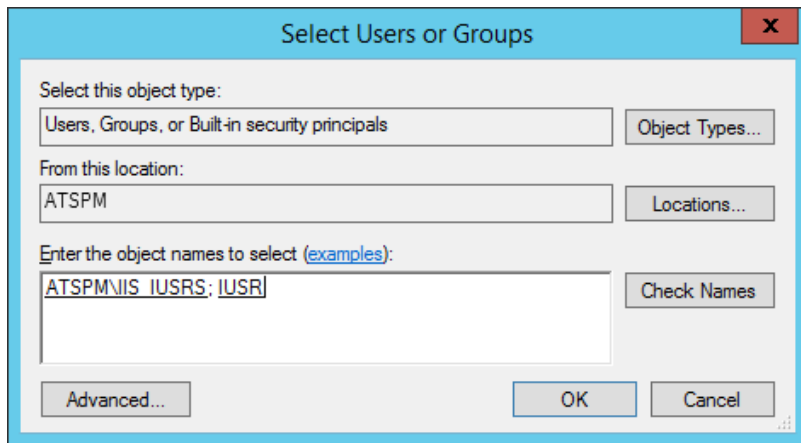 Select Users or Groups
x
Select this object type:
Users, Groups, or Built-in security principals
Object Types...
From this location:
ATSPM
Locations...
Enter the object names to select (examples):
ATSPM\IIS_IUSRS; IUSR
Check Names
Advanced...
OK
Cancel